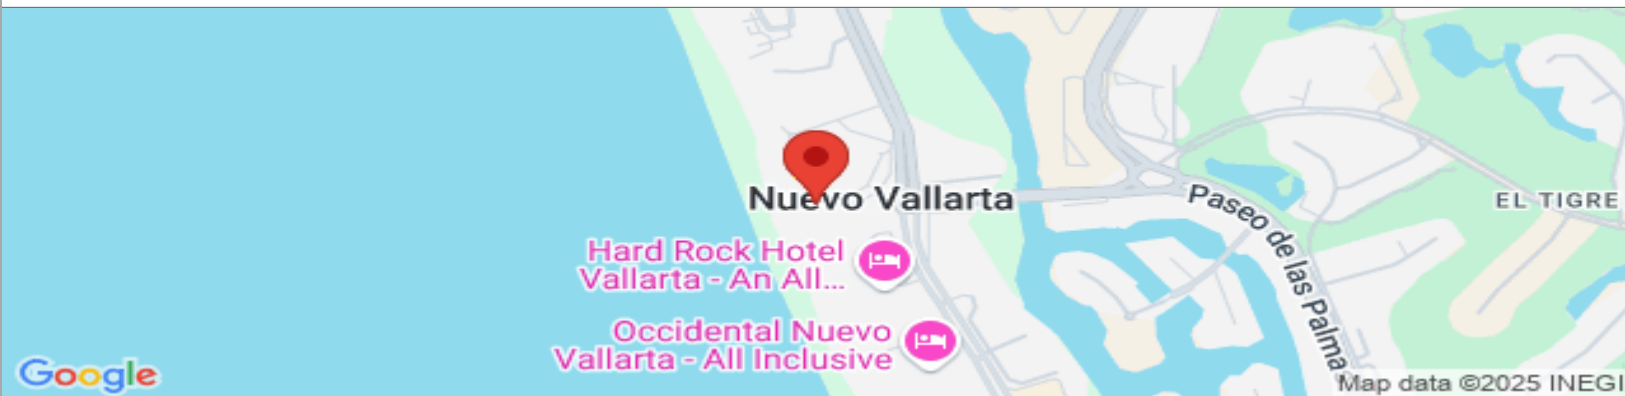 Nuevo Vallarta
Paseo de las Palmas
EL TIGRE
Hard Rock Hotel
Vallarta - An All...
Occidental Nuevo
Vallarta - All Inclusive
Google
Map data ©2025 INEGI